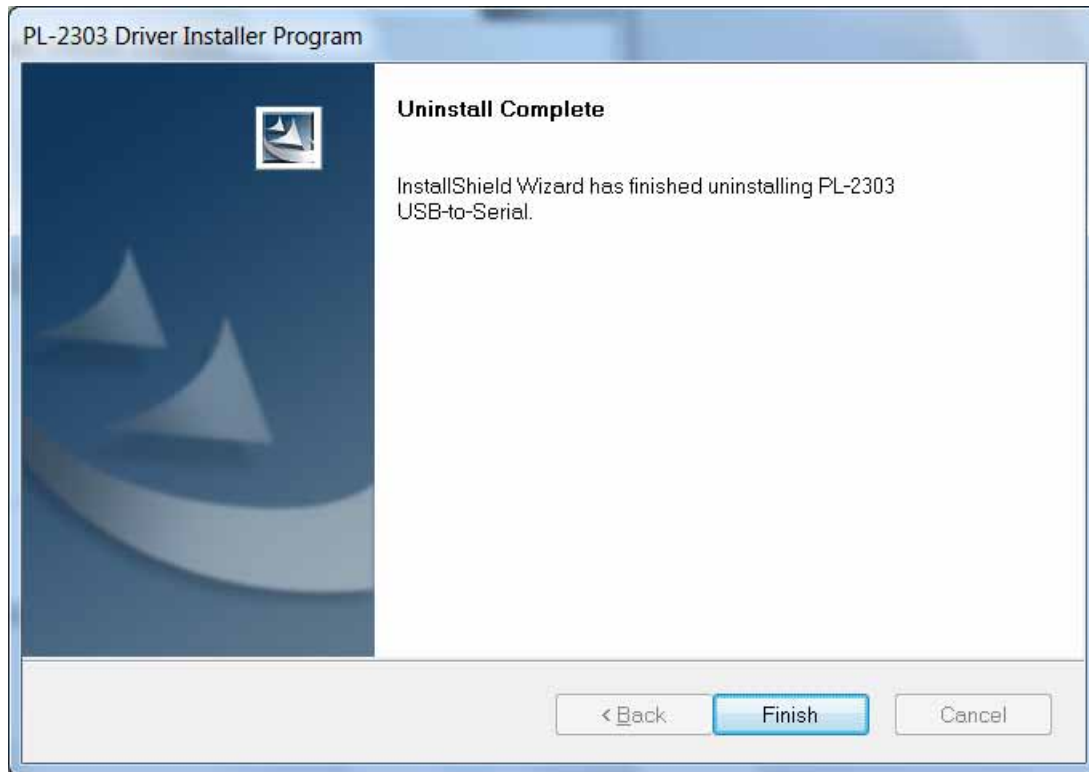 PL-2303 Driver Installer Program
Uninstall Complete
InstallShield Wizard has finished uninstalling PL-2303
USB-to-Serial.
< Back
Finish
Cancel